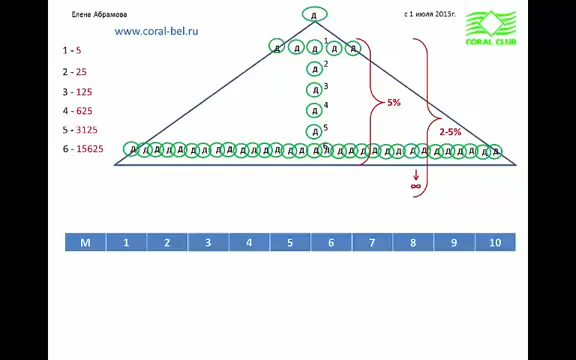 Елена Абрамова
д
с 1 июля 2015г.
www.coral-bel.ru
CORAL CLUB
1 - 5
д д д д д
1
2 - 25
д 2
3 - 125
д 3
5%
4 - 625
д 4
2-5%
5 - 3125
д 5
6 - 15625
д д д д д д д д д д д д д д д д д д д д д д д д д д д д д д д
∞
М 1 2 3 4 5 6 7 8 9 10